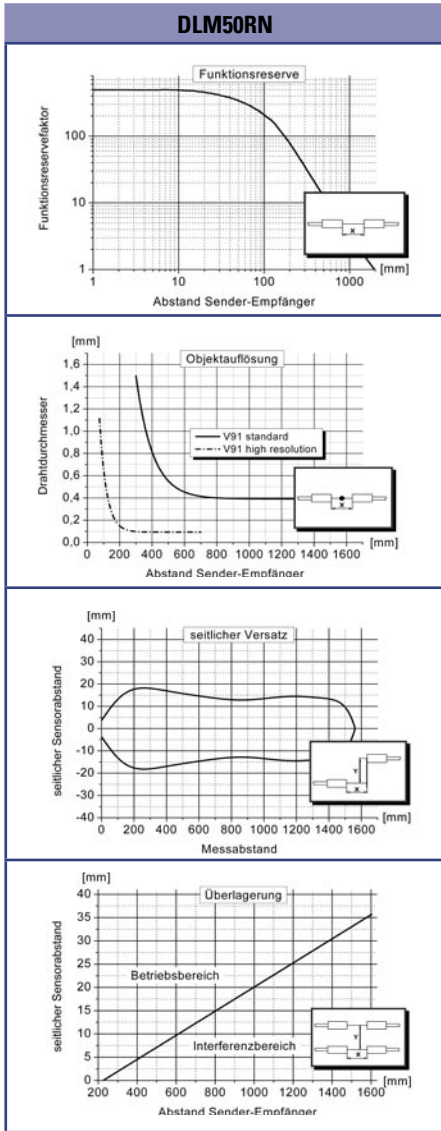 DLM50RN
Funktionsreserve
Funktionsreservefaktor
100
10
1
1
10
100
1000
[mm]
X
Abstand Sender-Empfänger
[mm]
Objektauflösung
Drahtdurchmesser
1,6
1,4
1,2
1,0
0,8
0,6
0,4
0,2
0,0
V91 standard
V91 high resolution
X
0 200 400 600 800 1000 1200 1400 1600
[mm]
Abstand Sender-Empfänger
[mm]
seitlicher Versatz
seitlicher Sensorabstand
40
30
20
10
0
-10
-20
-30
-40
Y
X
0 200 400 600 800 1000 1200 1400 1600
[mm]
Messabstand
[mm]
Überlagerung
seitlicher Sensorabstand
40
35
30
25
20
15
10
5
0
Betriebsbereich
Interferenzbereich
Y
X
200 400 600 800 1000 1200 1400 1600
[mm]
Abstand Sender-Empfänger